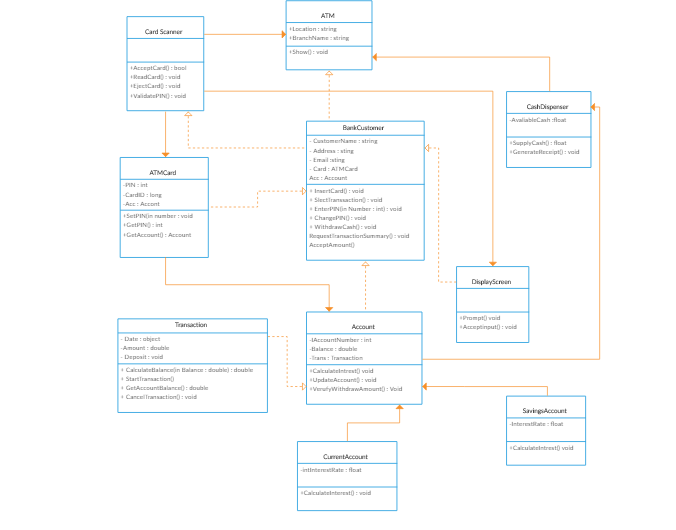 ATM
+Location : string
+BranchName : string
+Show() : void
Card Scanner
+AcceptCard() : bool
+ReadCard() : void
+EjectCard() : void
+ValidatePIN() : void
CashDispenser
-AvailableCash :float
+SupplyCash() : float
+GenerateReceipt() : void
BankCustomer
- CustomerName : string
- Address : sting
- Email :sting
- Card : ATMCard
Acc : Account
+ InsertCard() : void
+ SlectTranssaction() : void
+ EnterPIN(in Number : int) : void
+ ChangePIN() : void
+ WithdrawCash() : void
RequestTransactionSummary() : void
AcceptAmount()
ATMCard
-PIN : int
-CardID : long
-Acc : Accont
+SetPIN(in number : void
+GetPIN() : int
+GetAccount() : Account
DisplayScreen
+Prompt() void
+AcceptInput() : void
Transaction
- Date : object
-Amount : double
- Deposit : void
+ CalculateBalance(in Balance : double) : double
+ StartTransaction()
+ GetAccountBalance() : double
+ CancelTransaction() : void
Account
-IAccountNumber : int
-Balance : double
-Trans : Transaction
+CalculateIntrest() void
+UpdateAccount() : void
+VersfyWithdrawAmount() : Void
SavingsAccount
-InterestRate : float
+CalculateIntrest() void
CurrentAccount
-intInterestRate : float
+CalculateInterest() : void